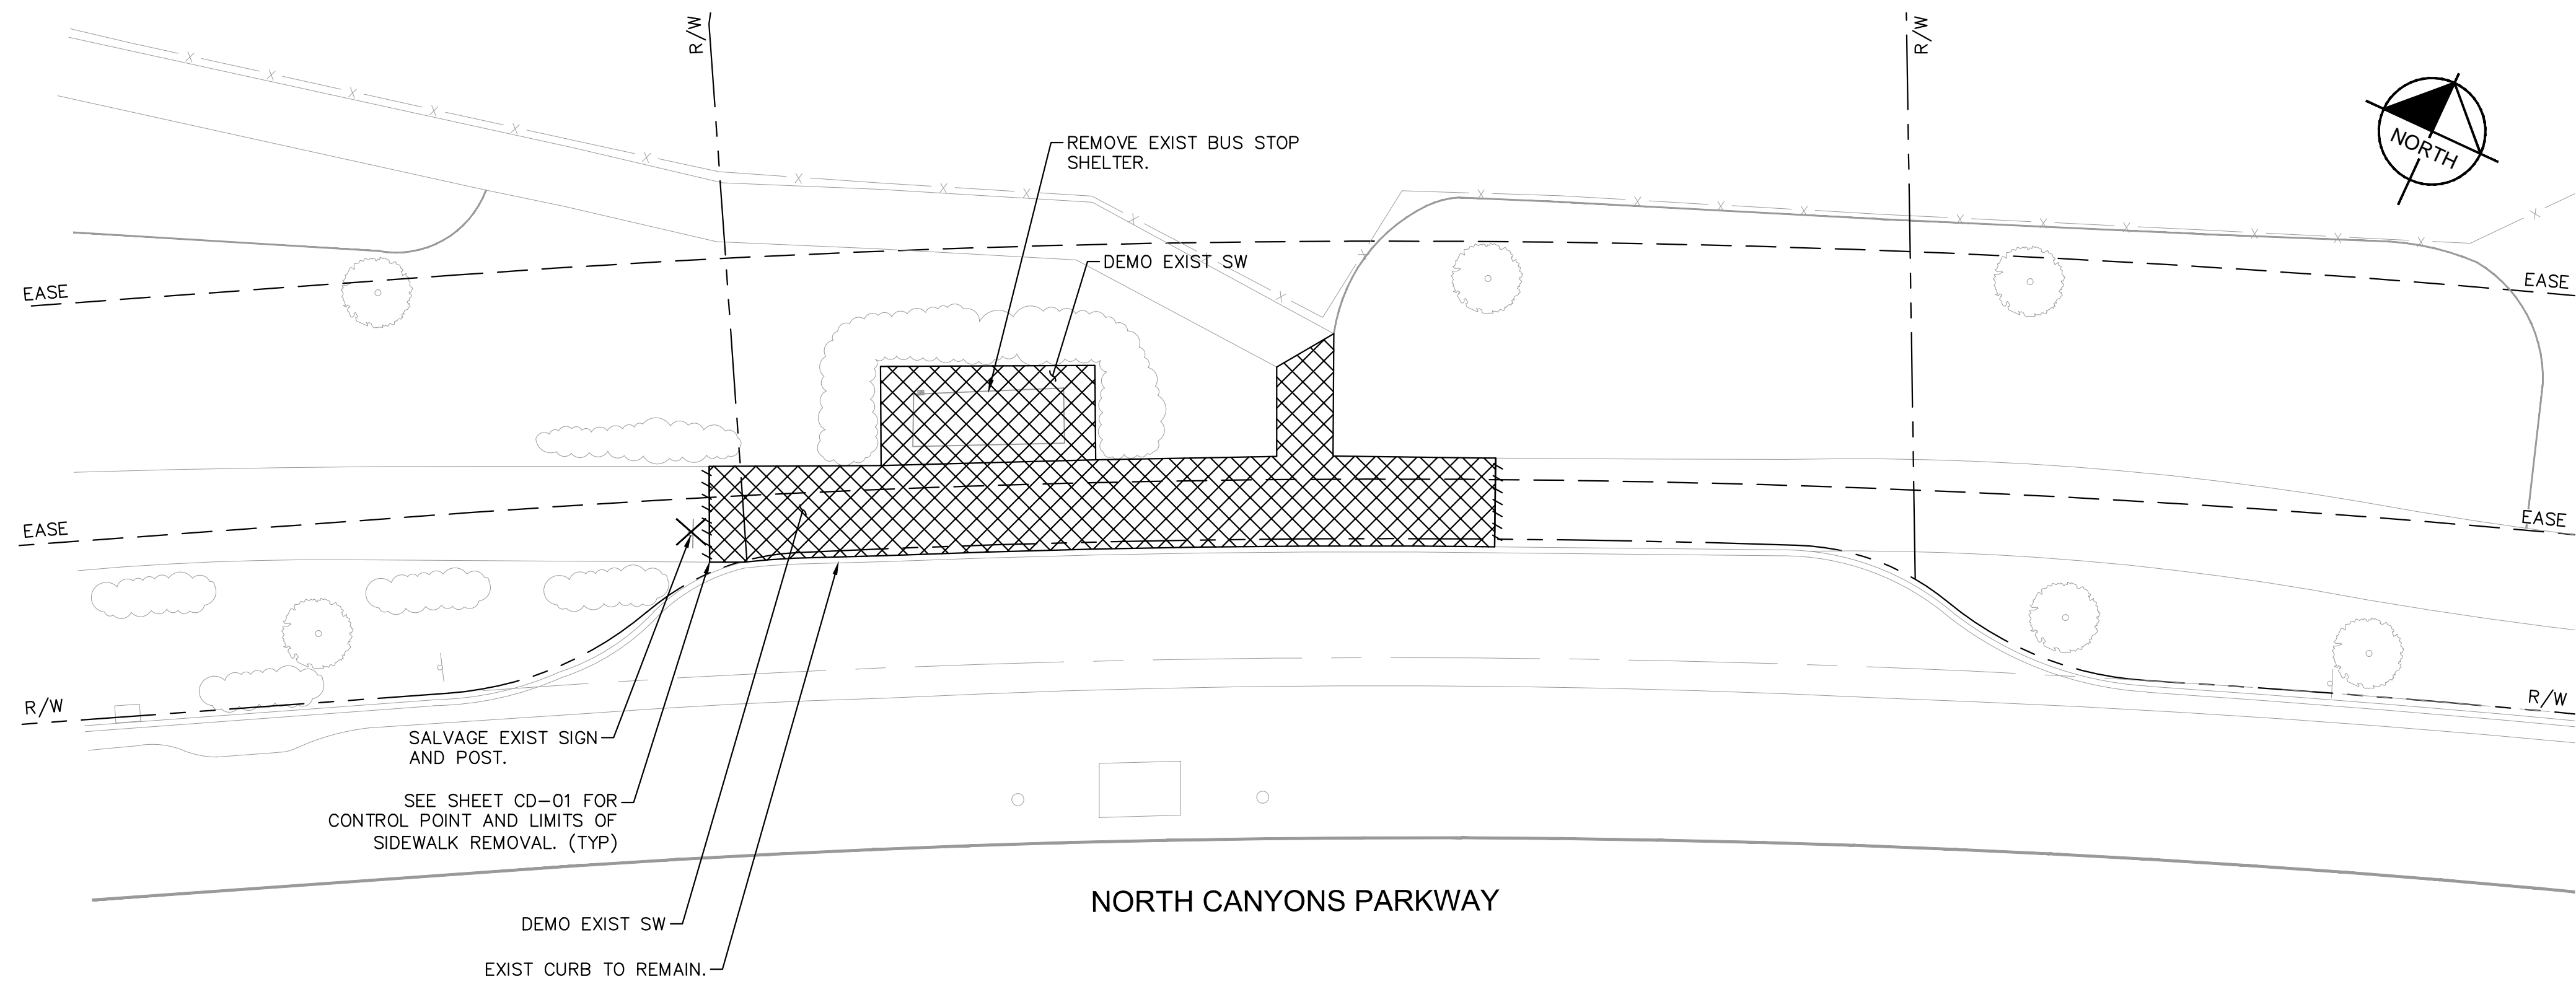 R/W
R/W
NORTH
REMOVE EXIST BUS STOP
SHELTER.
DEMO EXIST SW
EASE
EASE
EASE
EASE
R/W
R/W
SALVAGE EXIST SIGN
AND POST.
SEE SHEET CD-01 FOR
CONTROL POINT AND LIMITS OF
SIDEWALK REMOVAL. (TYP)
NORTH CANYONS PARKWAY
DEMO EXIST SW
EXIST CURB TO REMAIN.